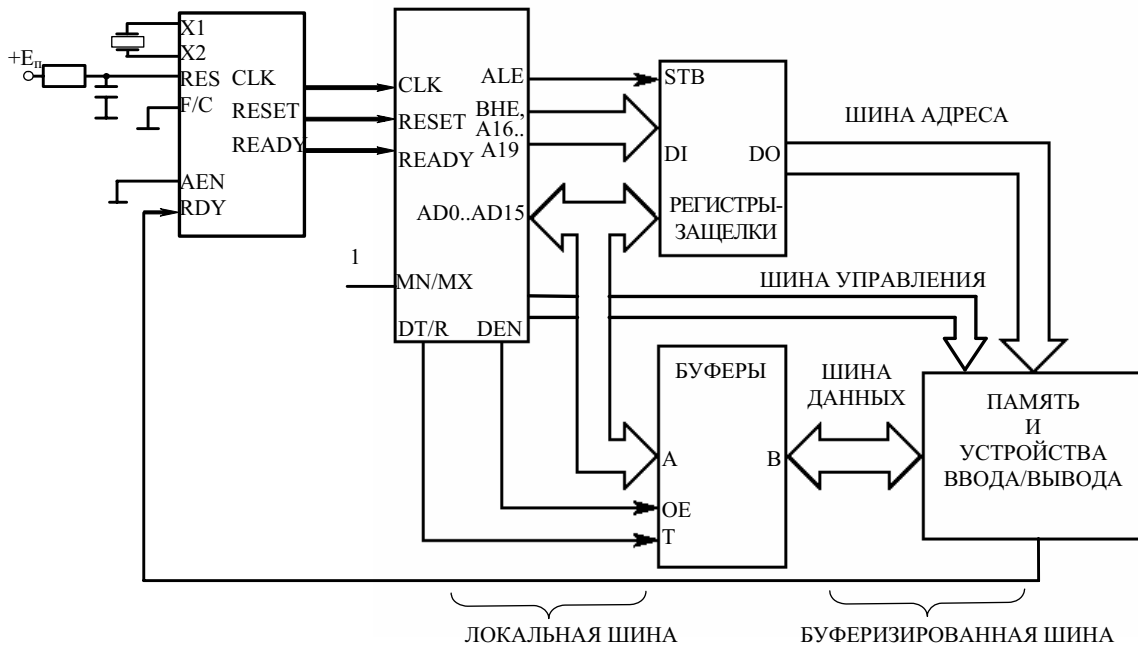 X1
X2
+Eп
RES
F/C
AEN
RDY
CLK
RESET
READY
CLK
RESET
READY
ALE
BHE,
A16..
A19
AD0..AD15
1
MN/MX
DT/R
DEN
STB
DI
DO
РЕГИСТРЫ-
ЗАЩЕЛКИ
ШИНА АДРЕСА
ШИНА УПРАВЛЕНИЯ
БУФЕРЫ
A
B
OE
T
ШИНА
ДАННЫХ
ПАМЯТЬ
И
УСТРОЙСТВА
ВВОДА/ВЫВОДА
ЛОКАЛЬНАЯ ШИНА
БУФЕРИЗИРОВАННАЯ ШИНА